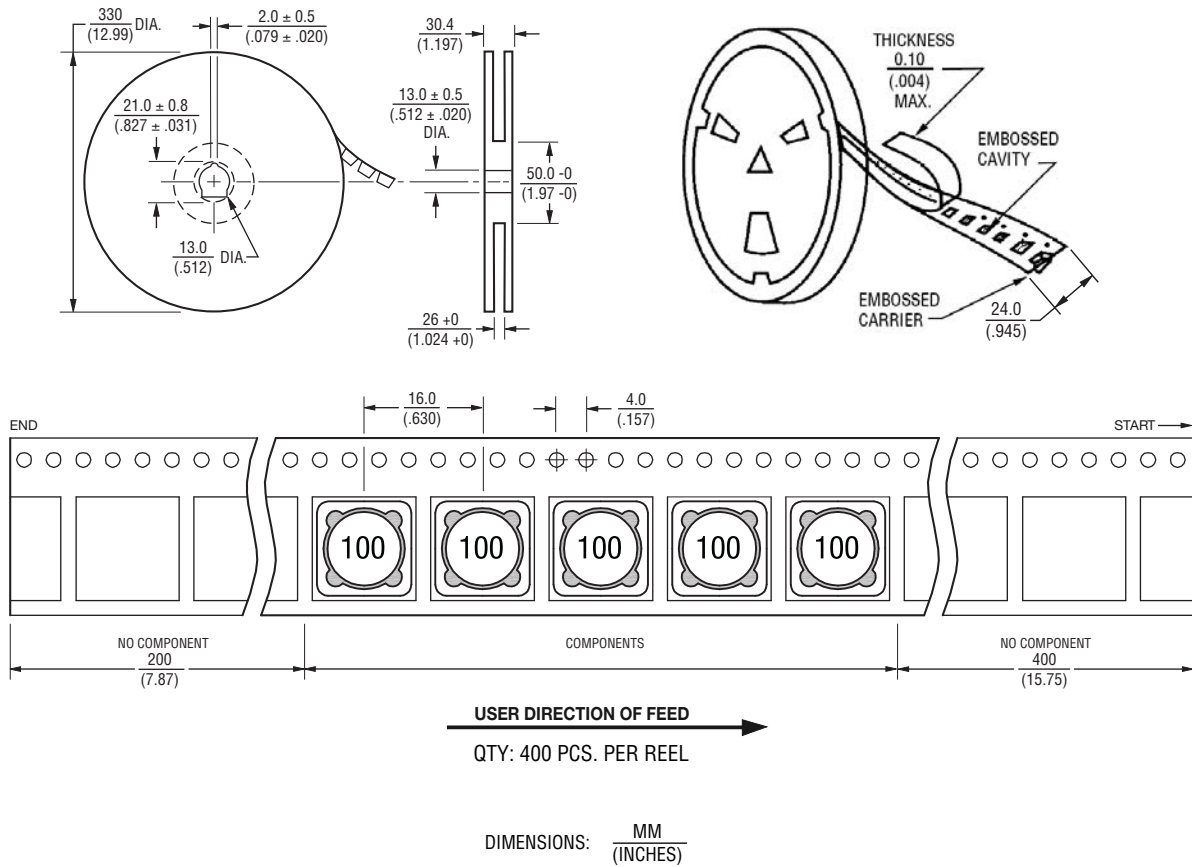 330
(12.99)
DIA.
2.0 ± 0.5
(.079 ± .020)
21.0 ± 0.8
(.827 ± .031)
13.0
(.512)
DIA.
30.4
(1.197)
13.0 ± 0.5
(.512 ± .020)
DIA.
50.0 -0
(1.97 -0)
26 +0
(1.024 +0)
THICKNESS
0.10
(.004)
MAX.
EMBOSSED
CAVITY
EMBOSSED
CARRIER
24.0
(.945)
16.0
(.630)
4.0
(.157)
END
START
100
100
100
100
100
NO COMPONENT
200
(7.87)
COMPONENTS
NO COMPONENT
400
(15.75)
USER DIRECTION OF FEED
QTY: 400 PCS. PER REEL
DIMENSIONS:
MM
(INCHES)